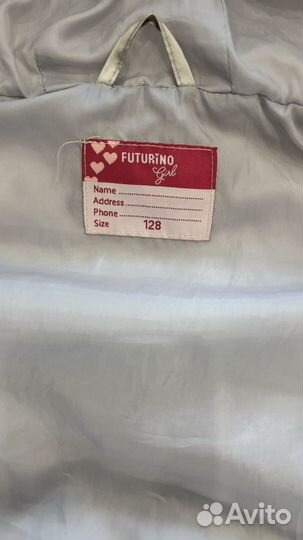 FUTURiNO
Girl
Name ....................
Address ....................
Phone ....................
Size 128
Avito